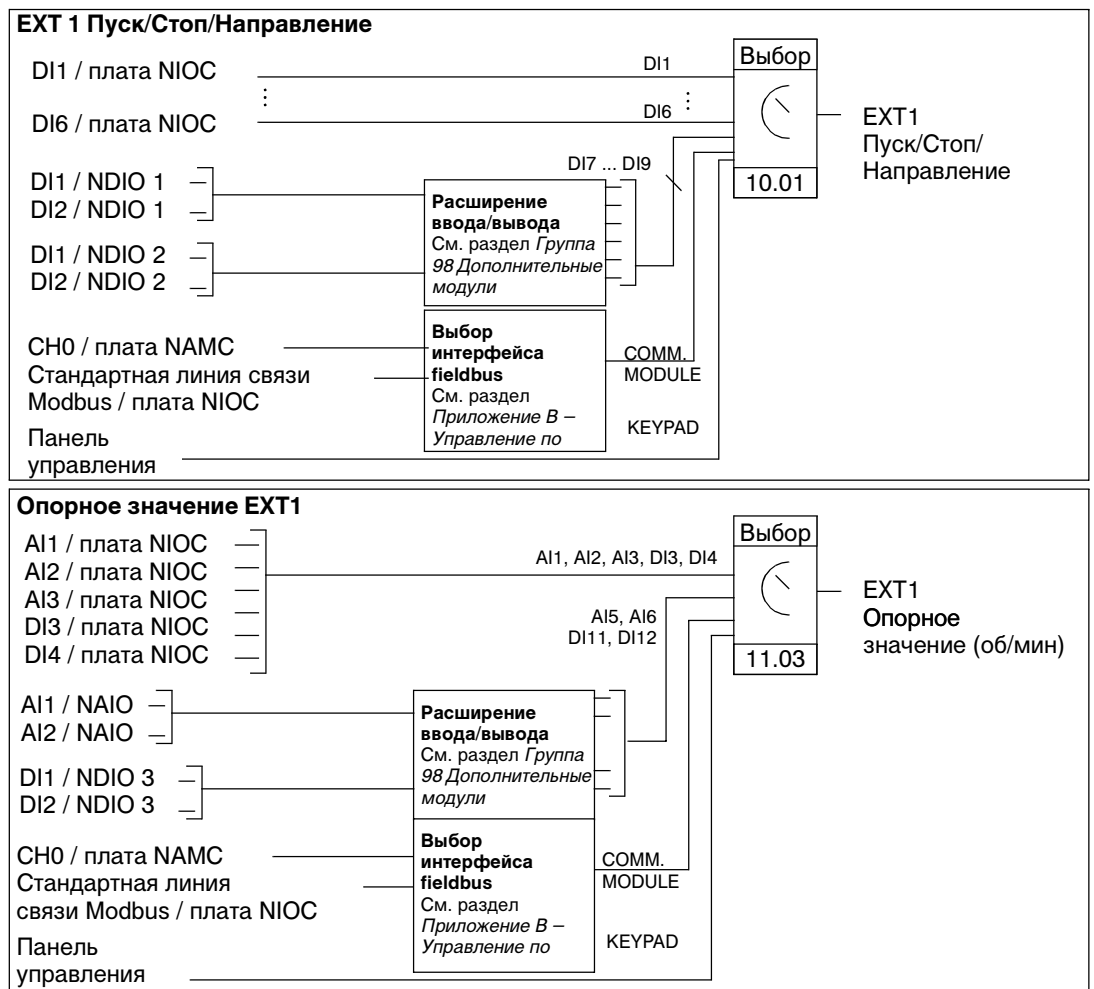 EXT 1 Пуск/Стоп/Направление
DI1 / плата NIOC
DI1
Выбор
DI6 / плата NIOC
DI6
EXT1
Пуск/Стоп/
Направление
DI7 ... DI9
10.01
DI1 / NDIO 1
DI2 / NDIO 1
DI1 / NDIO 2
DI2 / NDIO 2
Расширение
ввода/вывода
См. раздел Группа
98 Дополнительные
модули
CH0 / плата NAMC
Стандартная линия связи
Modbus / плата NIOC
Выбор
интерфейса
fieldbus
См. раздел
Приложение В –
Управление по
COMM.
MODULE
KEYPAD
Панель
управления
Опорное значение EXT1
AI1 / плата NIOC
AI2 / плата NIOC
AI3 / плата NIOC
DI3 / плата NIOC
DI4 / плата NIOC
AI1, AI2, AI3, DI3, DI4
Выбор
EXT1
Опорное
значение (об/мин)
AI5, AI6
DI11, DI12
11.03
AI1 / NAIO
AI2 / NAIO
DI1 / NDIO 3
DI2 / NDIO 3
Расширение
ввода/вывода
См. раздел Группа
98 Дополнительные
модули
CH0 / плата NAMC
Стандартная линия
связи Modbus / плата NIOC
Выбор
интерфейса
fieldbus
См. раздел
Приложение В –
Управление по
COMM.
MODULE
KEYPAD
Панель
управления